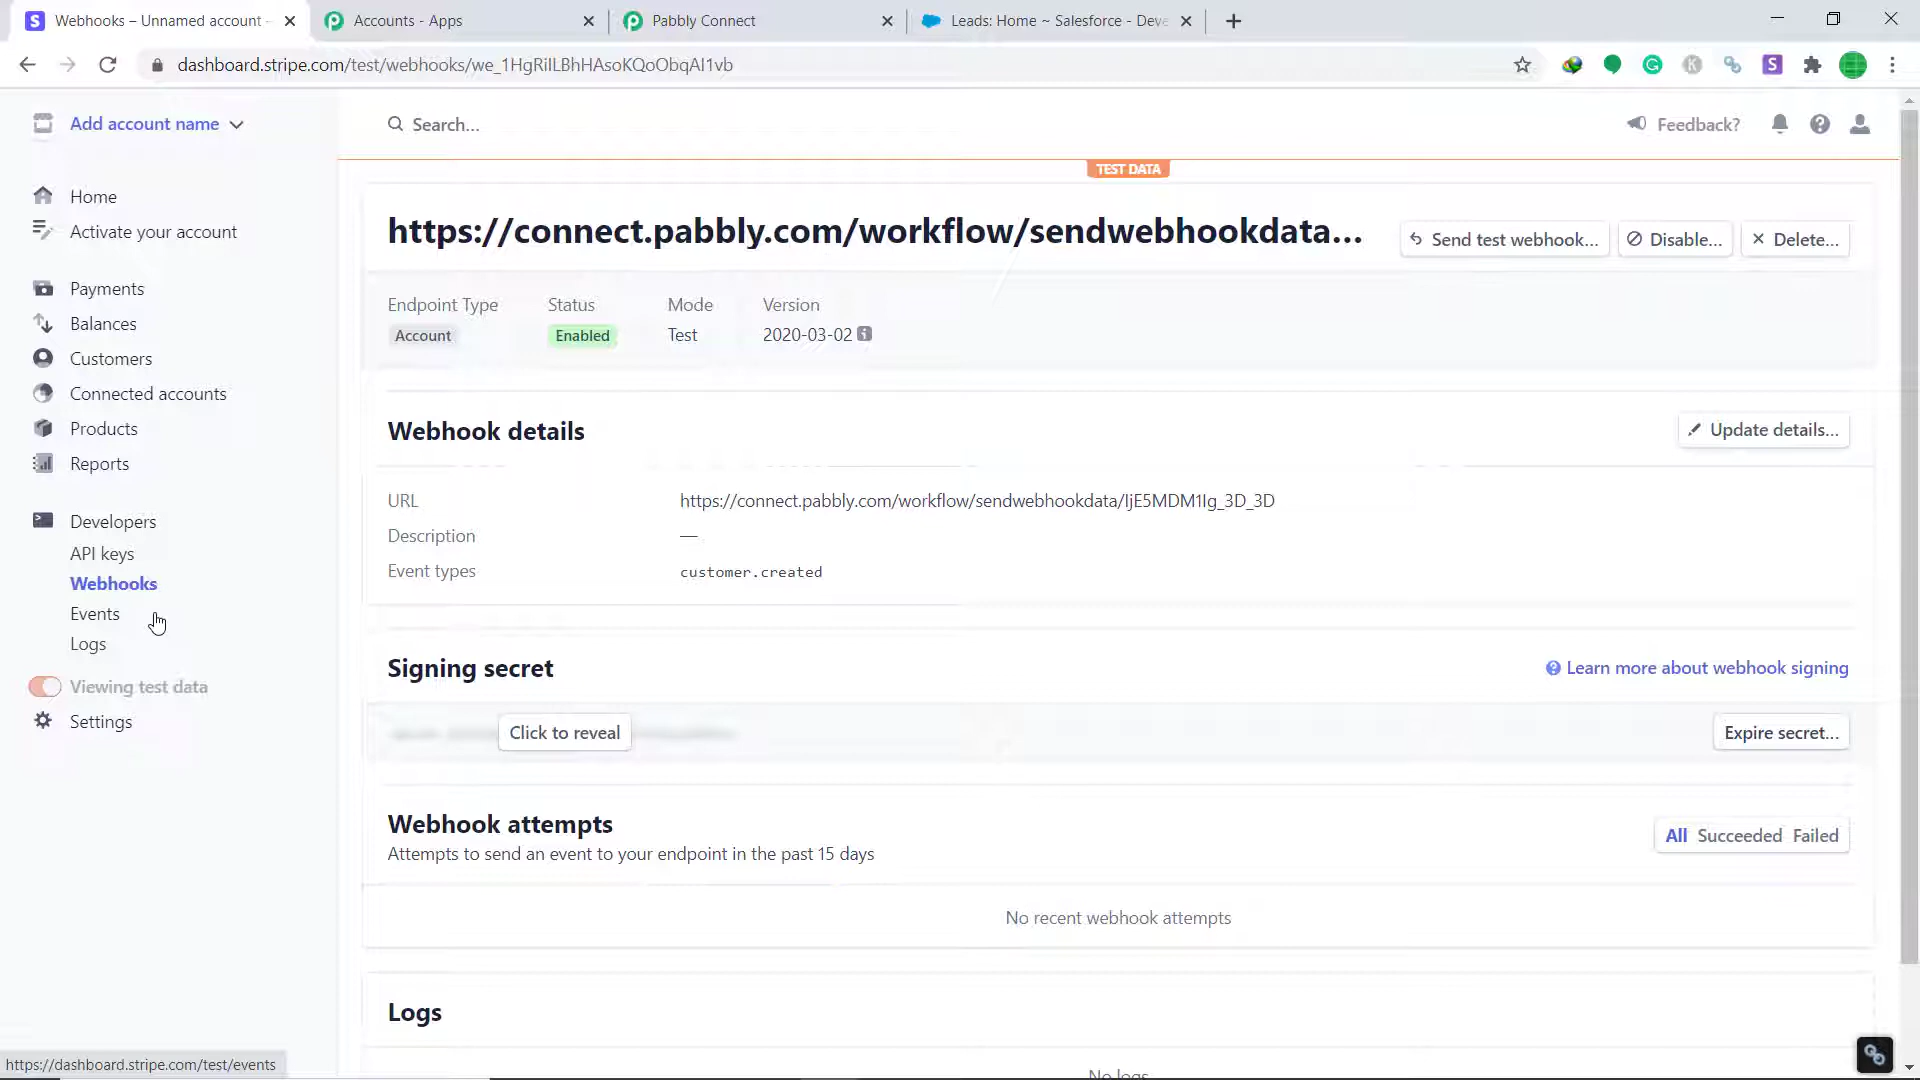 Webhooks – Unnamed account -
Accounts - Apps
Pabbly Connect
Leads: Home ~ Salesforce - Deve
dashboard.stripe.com/test/webhooks/we_1HgRiILBhHAsoKQoObqAI1vb
Add account name
Search...
Feedback?
TEST DATA
Home
Activate your account
Payments
Balances
Customers
Connected accounts
Products
Reports
Developers
API keys
Webhooks
Events
Logs
Viewing test data
Settings
https://connect.pabbly.com/workflow/sendwebhookdata...
Send test webhook...
Disable...
Delete...
Endpoint Type
Status
Mode
Version
Account
Enabled
Test
2020-03-02
Webhook details
Update details...
URL
https://connect.pabbly.com/workflow/sendwebhookdata/IjE5MDM1Ig_3D_3D
Description
—
Event types
customer.created
Signing secret
Learn more about webhook signing
Click to reveal
Expire secret...
Webhook attempts
Attempts to send an event to your endpoint in the past 15 days
All Succeeded Failed
No recent webhook attempts
Logs
No logs
https://dashboard.stripe.com/test/events